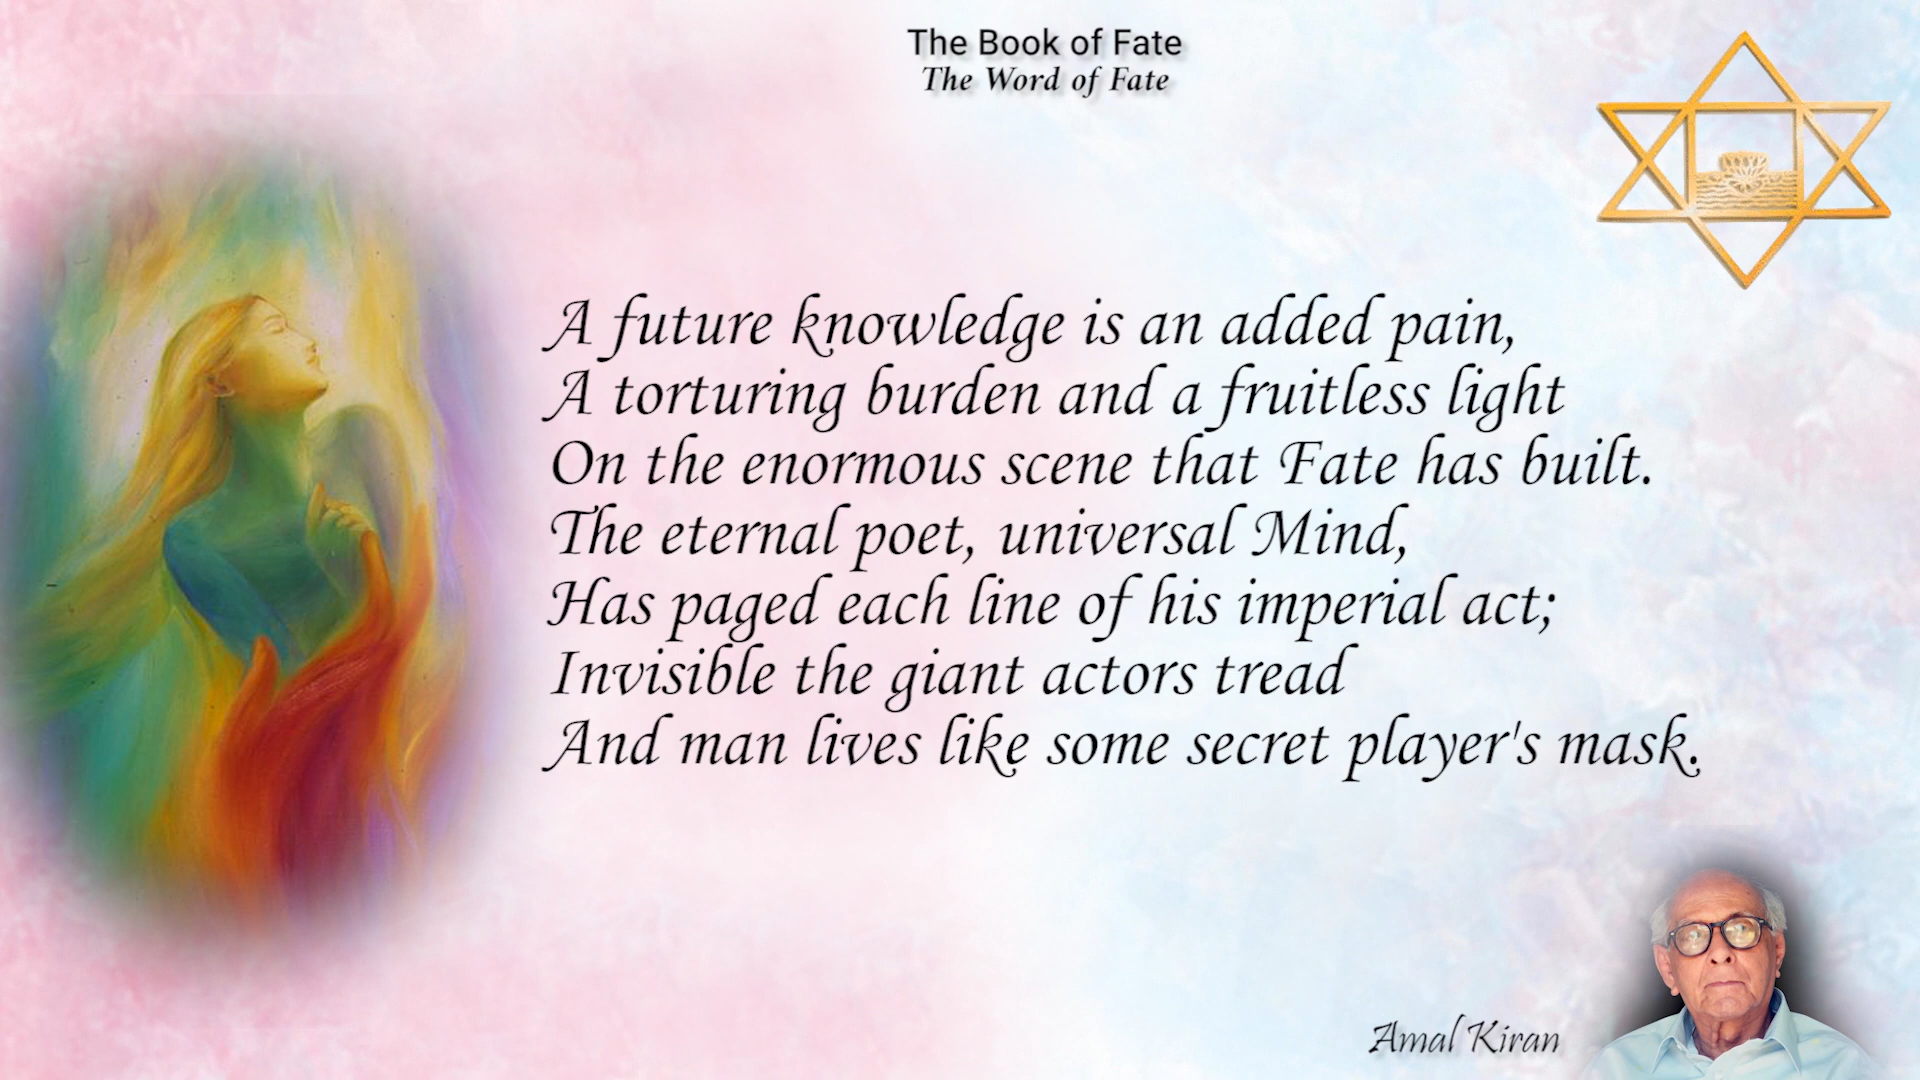 The Book of Fate
The Word of Fate
A future knowledge is an added pain,
A torturing burden and a fruitless light
On the enormous scene that Fate has built.
The eternal poet, universal Mind,
Has paged each line of his imperial act;
Invisible the giant actors tread
And man lives like some secret player's mask.
Amal Kiran